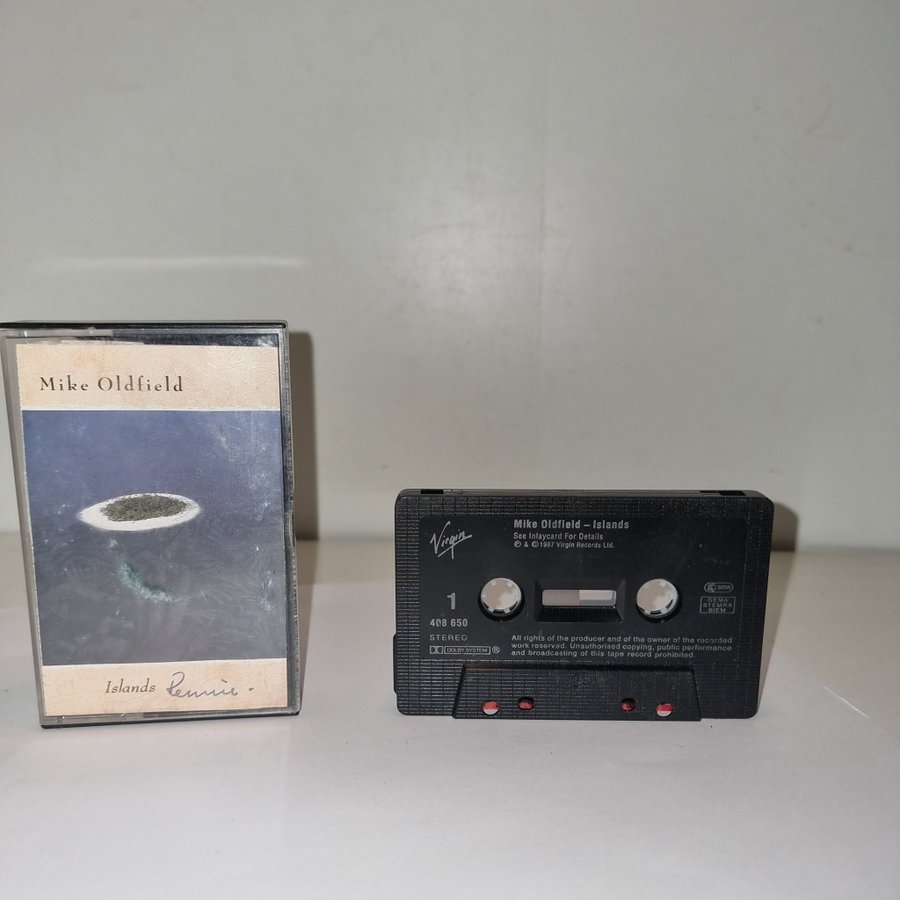 Mike Oldfield
Islands Rennie.
Virgin
Mike Oldfield – Islands
See Inlaycard For Details
℗ & © 1987 Virgin Records Ltd.
1
408 650
STEREO
DOLBY SYSTEM ®
All rights of the producer and of the owner of the recorded
work reserved. Unauthorised copying, public performance
and broadcasting of this tape record prohibited.
GEMA
STEMRA
BIEM